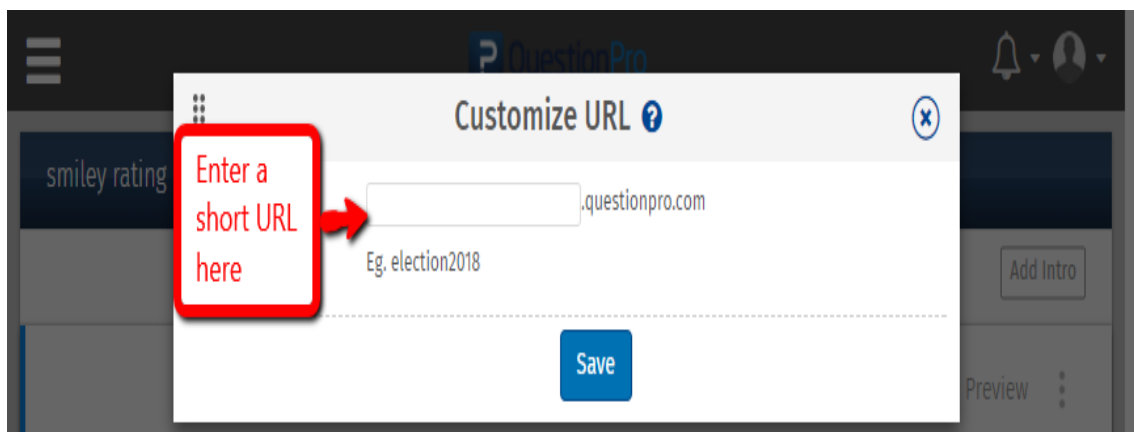 QuestionPro
Customize URL
smiley rating
Enter a
short URL
here
.questionpro.com
Eg. election2018
Add Intro
Save
Preview